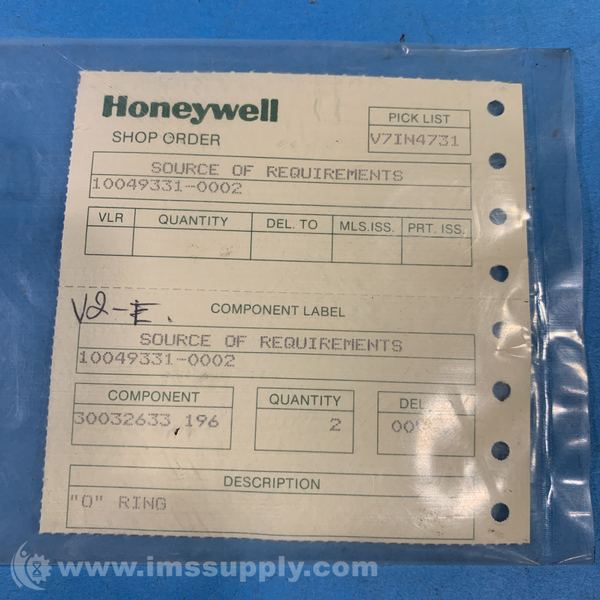 Honeywell
PICK LIST
SHOP ORDER
V7IN4731
SOURCE OF REQUIREMENTS
10049331-0002
VLR QUANTITY DEL. TO MLS.ISS. PRT. ISS.
V2-E.
COMPONENT LABEL
SOURCE OF REQUIREMENTS
10049331-0002
COMPONENT QUANTITY DEL.
30032633 196 2
DESCRIPTION
"O" RING
www.imssupply.com